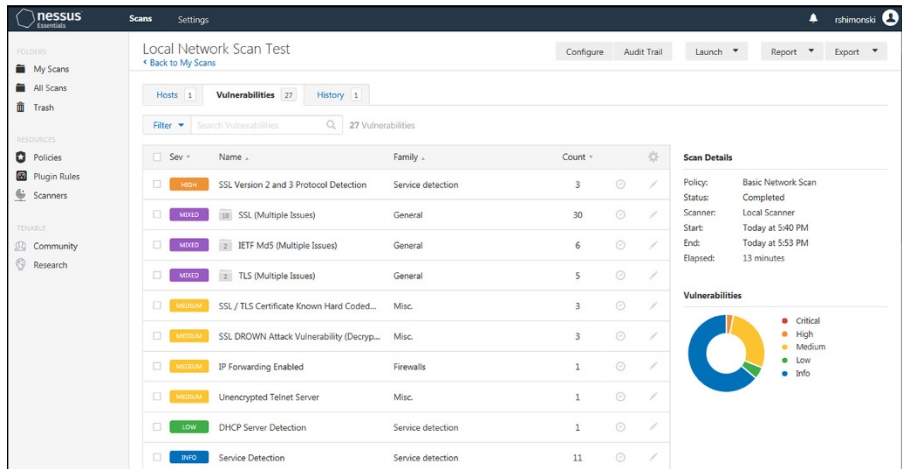 nessus
Essentials
Scans
Settings
rshimonski
FOLDERS
My Scans
All Scans
Trash
RESOURCES
Policies
Plugin Rules
Scanners
TENABLE
Community
Research
Local Network Scan Test
Back to My Scans
Configure
Audit Trail
Launch
Report
Export
Hosts 1
Vulnerabilities 27
History 1
Filter
Search Vulnerabilities
27 Vulnerabilities
Sev Name Family Count
HIGH SSL Version 2 and 3 Protocol Detection Service detection 3
MIXED 18 SSL (Multiple Issues) General 30
MIXED 2 IETF Md5 (Multiple Issues) General 6
MIXED 2 TLS (Multiple Issues) General 5
MEDIUM SSL / TLS Certificate Known Hard Coded... Misc. 3
MEDIUM SSL DROWN Attack Vulnerability (Decryp... Misc. 3
MEDIUM IP Forwarding Enabled Firewalls 1
MEDIUM Unencrypted Telnet Server Misc. 1
LOW DHCP Server Detection Service detection 1
INFO Service Detection Service detection 11
Scan Details
Policy: Basic Network Scan
Status: Completed
Scanner: Local Scanner
Start: Today at 5:40 PM
End: Today at 5:53 PM
Elapsed: 13 minutes
Vulnerabilities
Critical
High
Medium
Low
Info